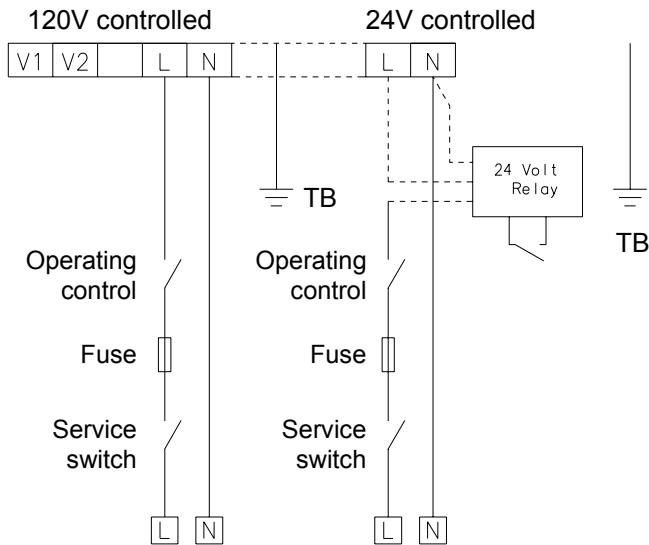 120V controlled
24V controlled
V1 V2 L N
L N
24 Volt
Relay
TB
TB
Operating
control
Operating
control
Fuse
Fuse
Service
switch
Service
switch
L N
L N